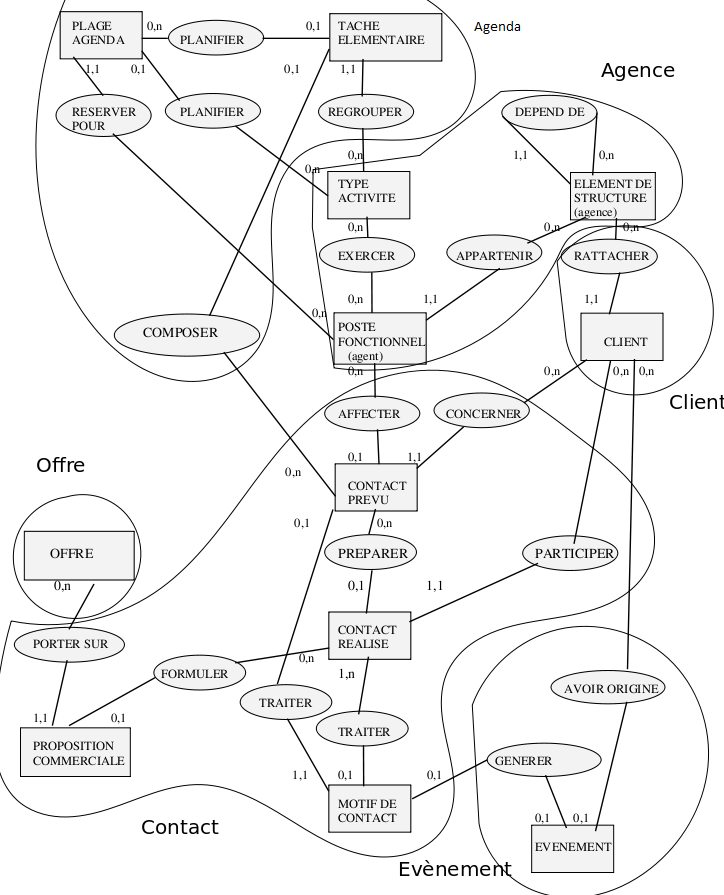 PLAGE
AGENDA
0,n
PLANIFIER
0,1
TACHE
ELEMENTAIRE
Agenda
1,1
0,1
0,1
1,1
Agence
RESERVER
POUR
PLANIFIER
REGROUPER
DEPEND DE
0,n
0,n
1,1
0,n
TYPE
ACTIVITE
ELEMENT DE
STRUCTURE
(agence)
0,n
0,n
0,n
EXERCER
APPARTENIR
RATTACHER
0,n
0,n
1,1
1,1
COMPOSER
POSTE
FONCTIONNEL
(agent)
CLIENT
0,n
0,n
0,n
0,n
Client
AFFECTER
CONCERNER
0,1
1,1
Offre
0,n
CONTACT
PREVU
0,1
0,n
OFFRE
PREPARER
PARTICIPER
0,n
0,1
1,1
PORTER SUR
CONTACT
REALISE
0,n
FORMULER
1,n
AVOIR ORIGINE
TRAITER
1,1
0,1
TRAITER
PROPOSITION
COMMERCIALE
GENERER
1,1
0,1
0,1
MOTIF DE
CONTACT
0,1
0,1
Contact
EVENEMENT
Evènement